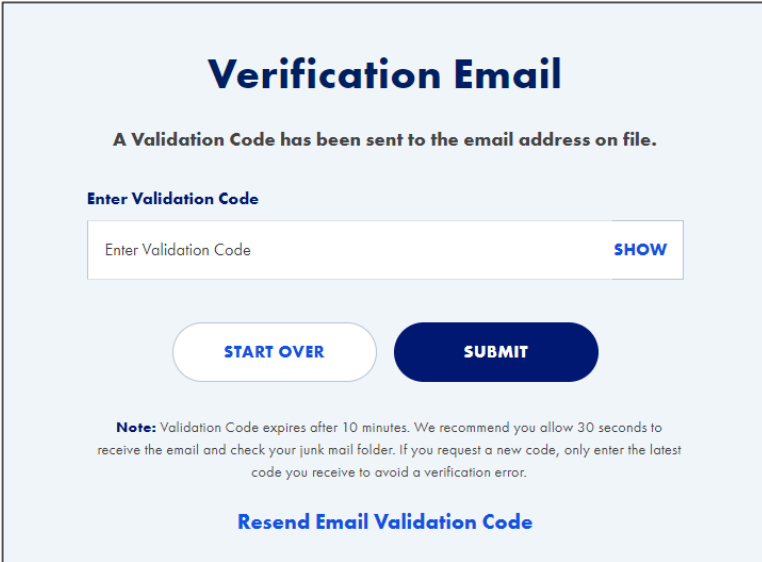 Verification Email
A Validation Code has been sent to the email address on file.
Enter Validation Code
Enter Validation Code SHOW
START OVER SUBMIT
Note: Validation Code expires after 10 minutes. We recommend you allow 30 seconds to
receive the email and check your junk mail folder. If you request a new code, only enter the latest
code you receive to avoid a verification error.
Resend Email Validation Code